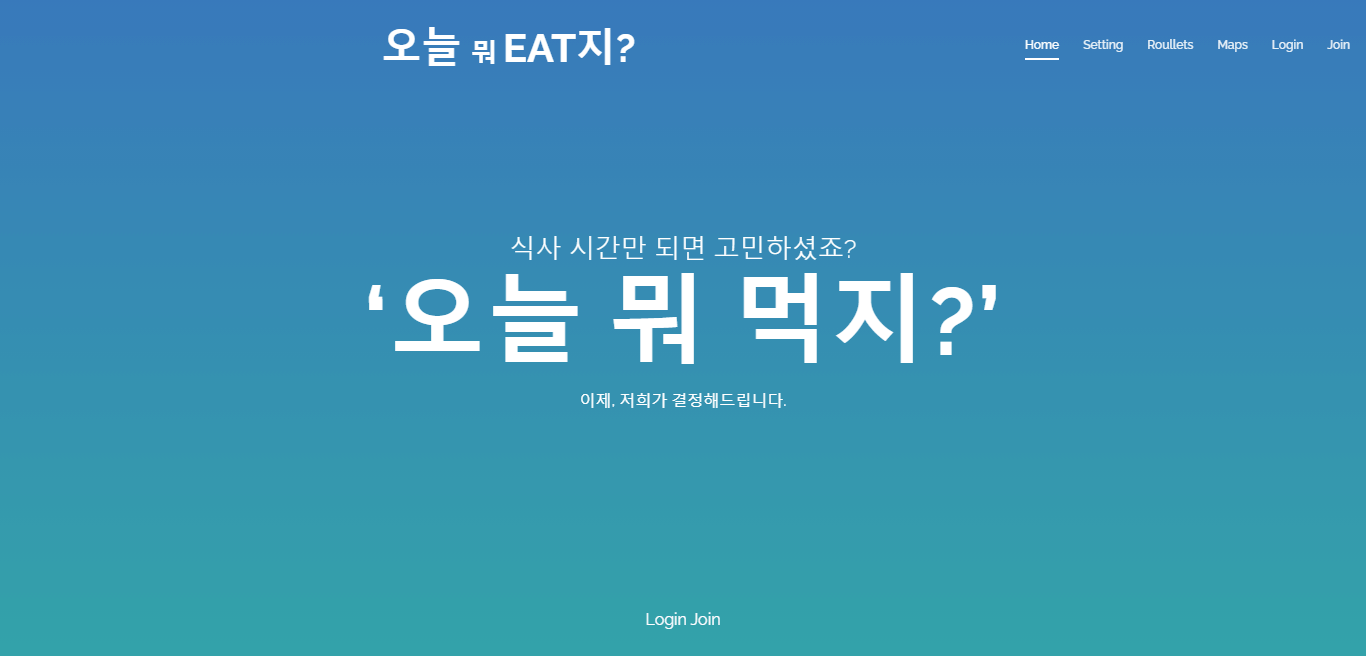 오늘 뭐 EAT지?
Home Setting Roullets Maps Login Join
식사 시간만 되면 고민하셨죠?
‘오늘 뭐 먹지?’
이제, 저희가 결정해드립니다.
Login Join